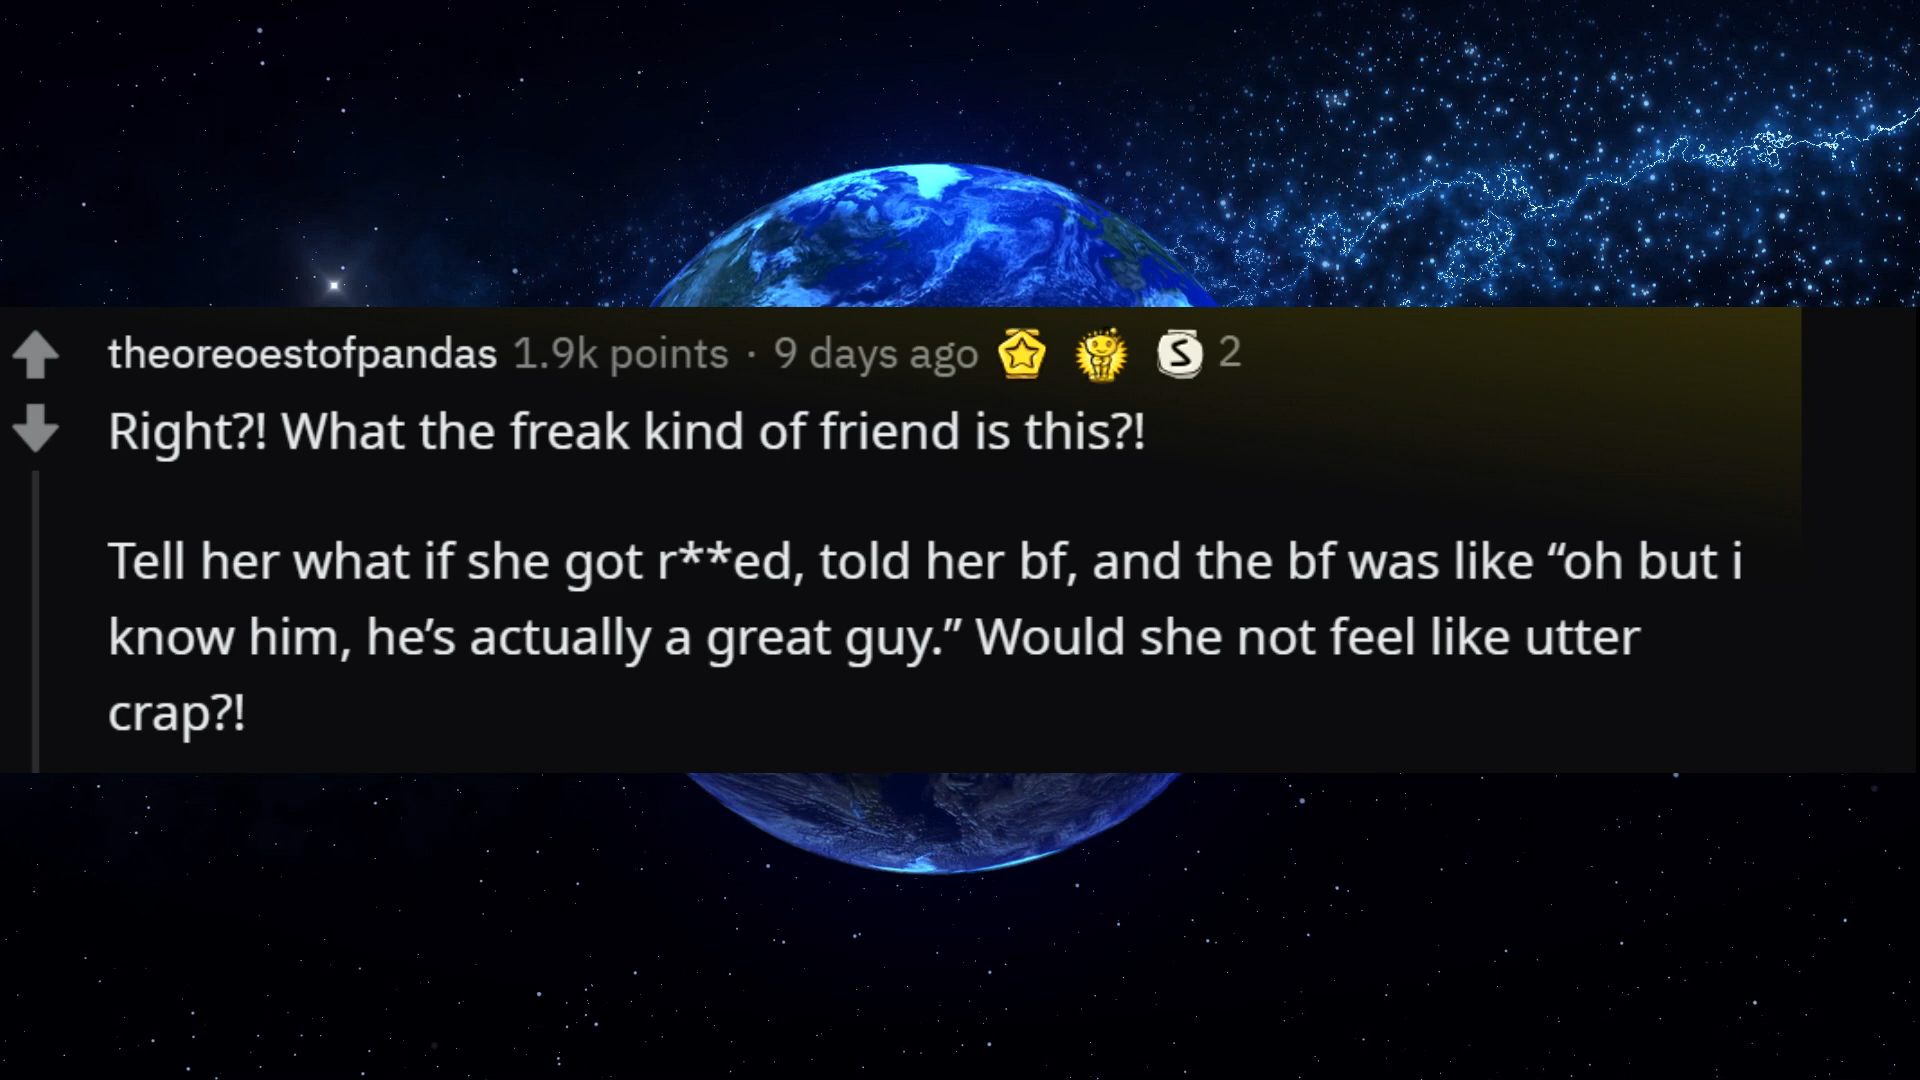 theoreoestofpandas 1.9k points · 9 days ago 2
Right?! What the freak kind of friend is this?!
Tell her what if she got r**ed, told her bf, and the bf was like “oh but i
know him, he’s actually a great guy.” Would she not feel like utter
crap?!